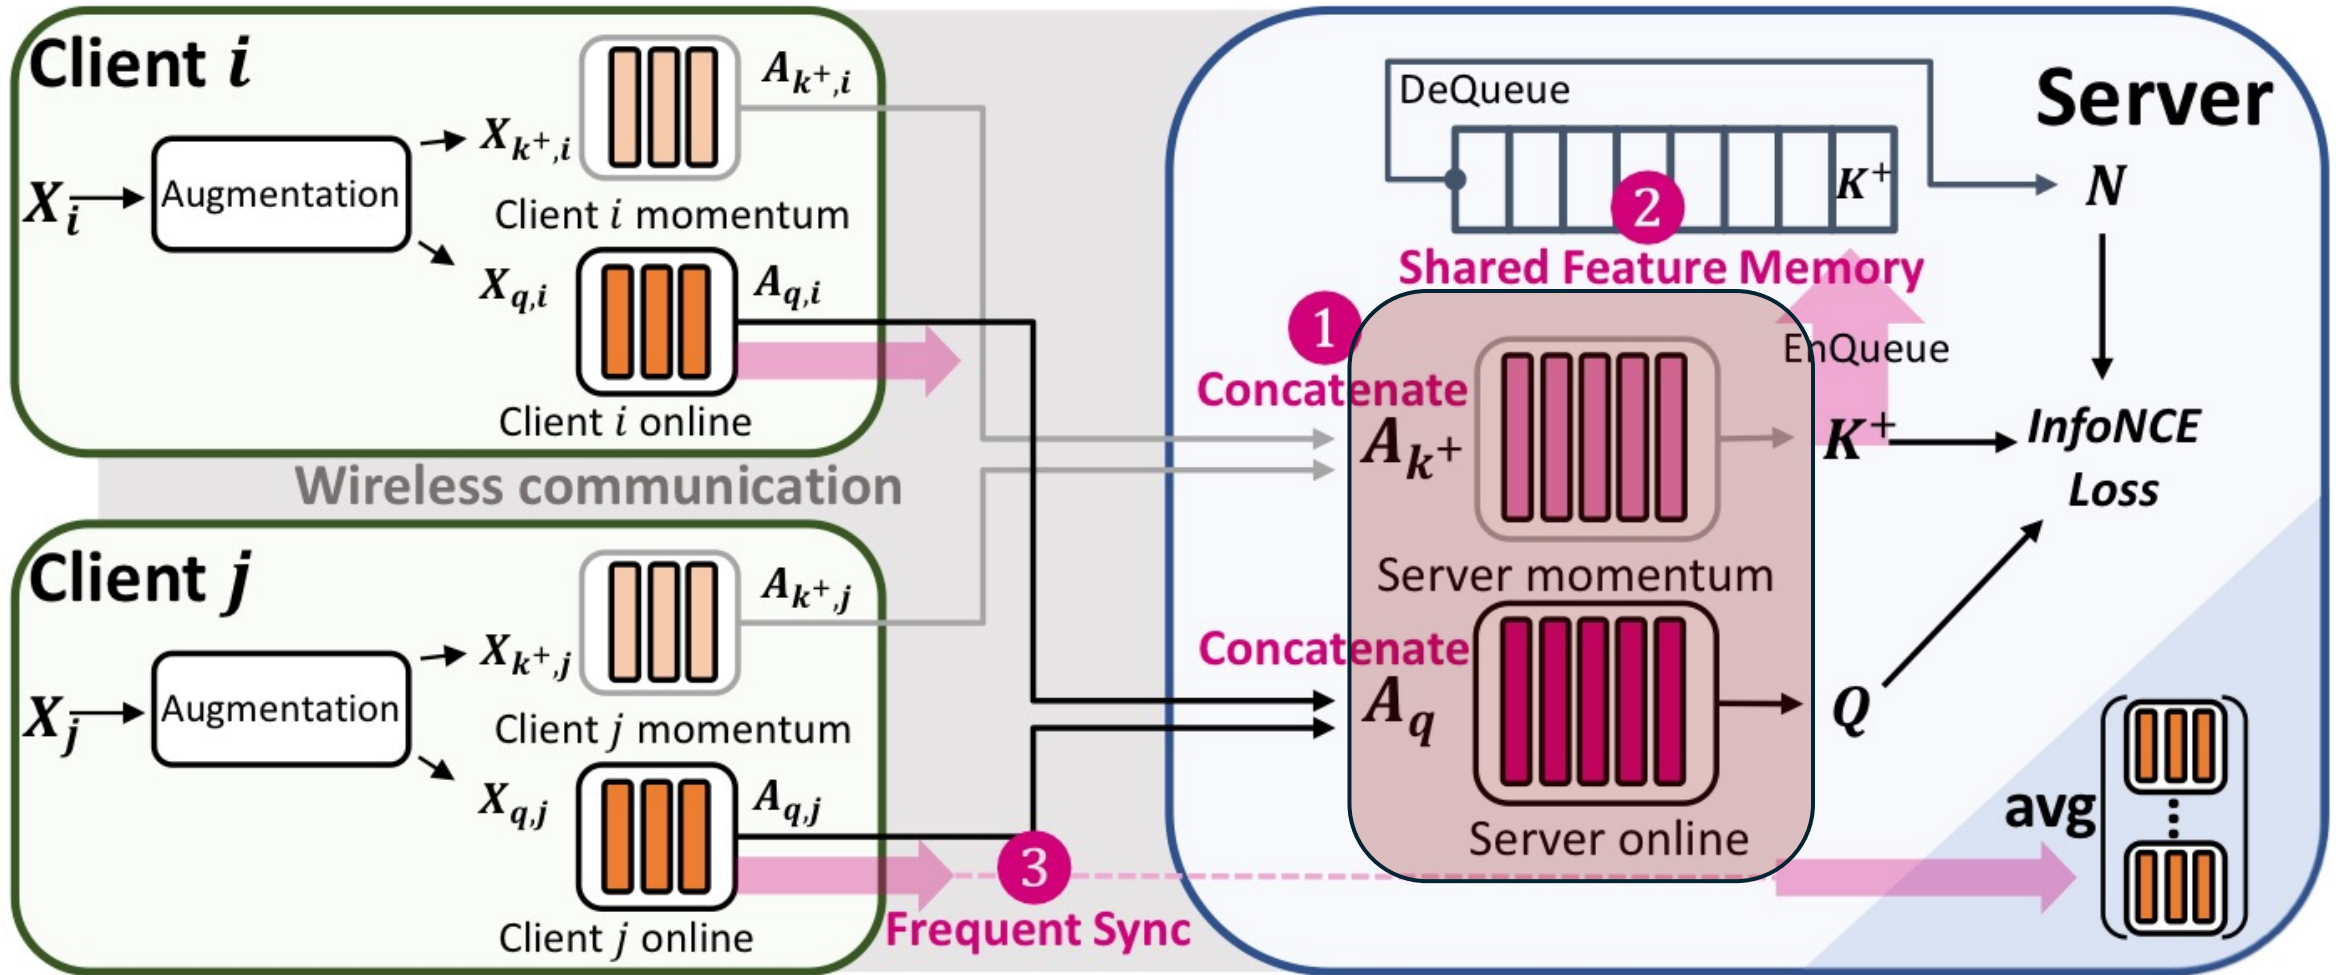 Client i
X_i
Augmentation
X_{k^+,i}
A_{k^+,i}
Client i momentum
X_{q,i}
A_{q,i}
Client i online
Wireless communication
Client j
X_j
Augmentation
X_{k^+,j}
A_{k^+,j}
Client j momentum
X_{q,j}
A_{q,j}
Client j online
3
Frequent Sync
Server
DeQueue
K^+
N
2
Shared Feature Memory
1
Concatenate
EnQueue
A_{k^+}
K^+
InfoNCE
Loss
Server momentum
Concatenate
A_q
Q
Server online
avg